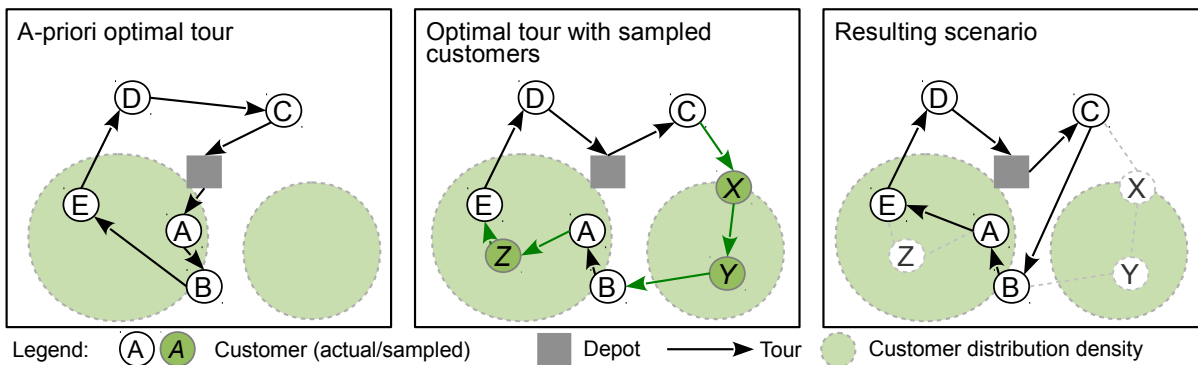 A-priori optimal tour
D
C
E
A
B
Optimal tour with sampled
customers
D
C
X
E
A
Z
Y
B
Resulting scenario
D
C
X
E
A
Z
Y
B
Legend: A A Customer (actual/sampled) Depot Tour Customer distribution density